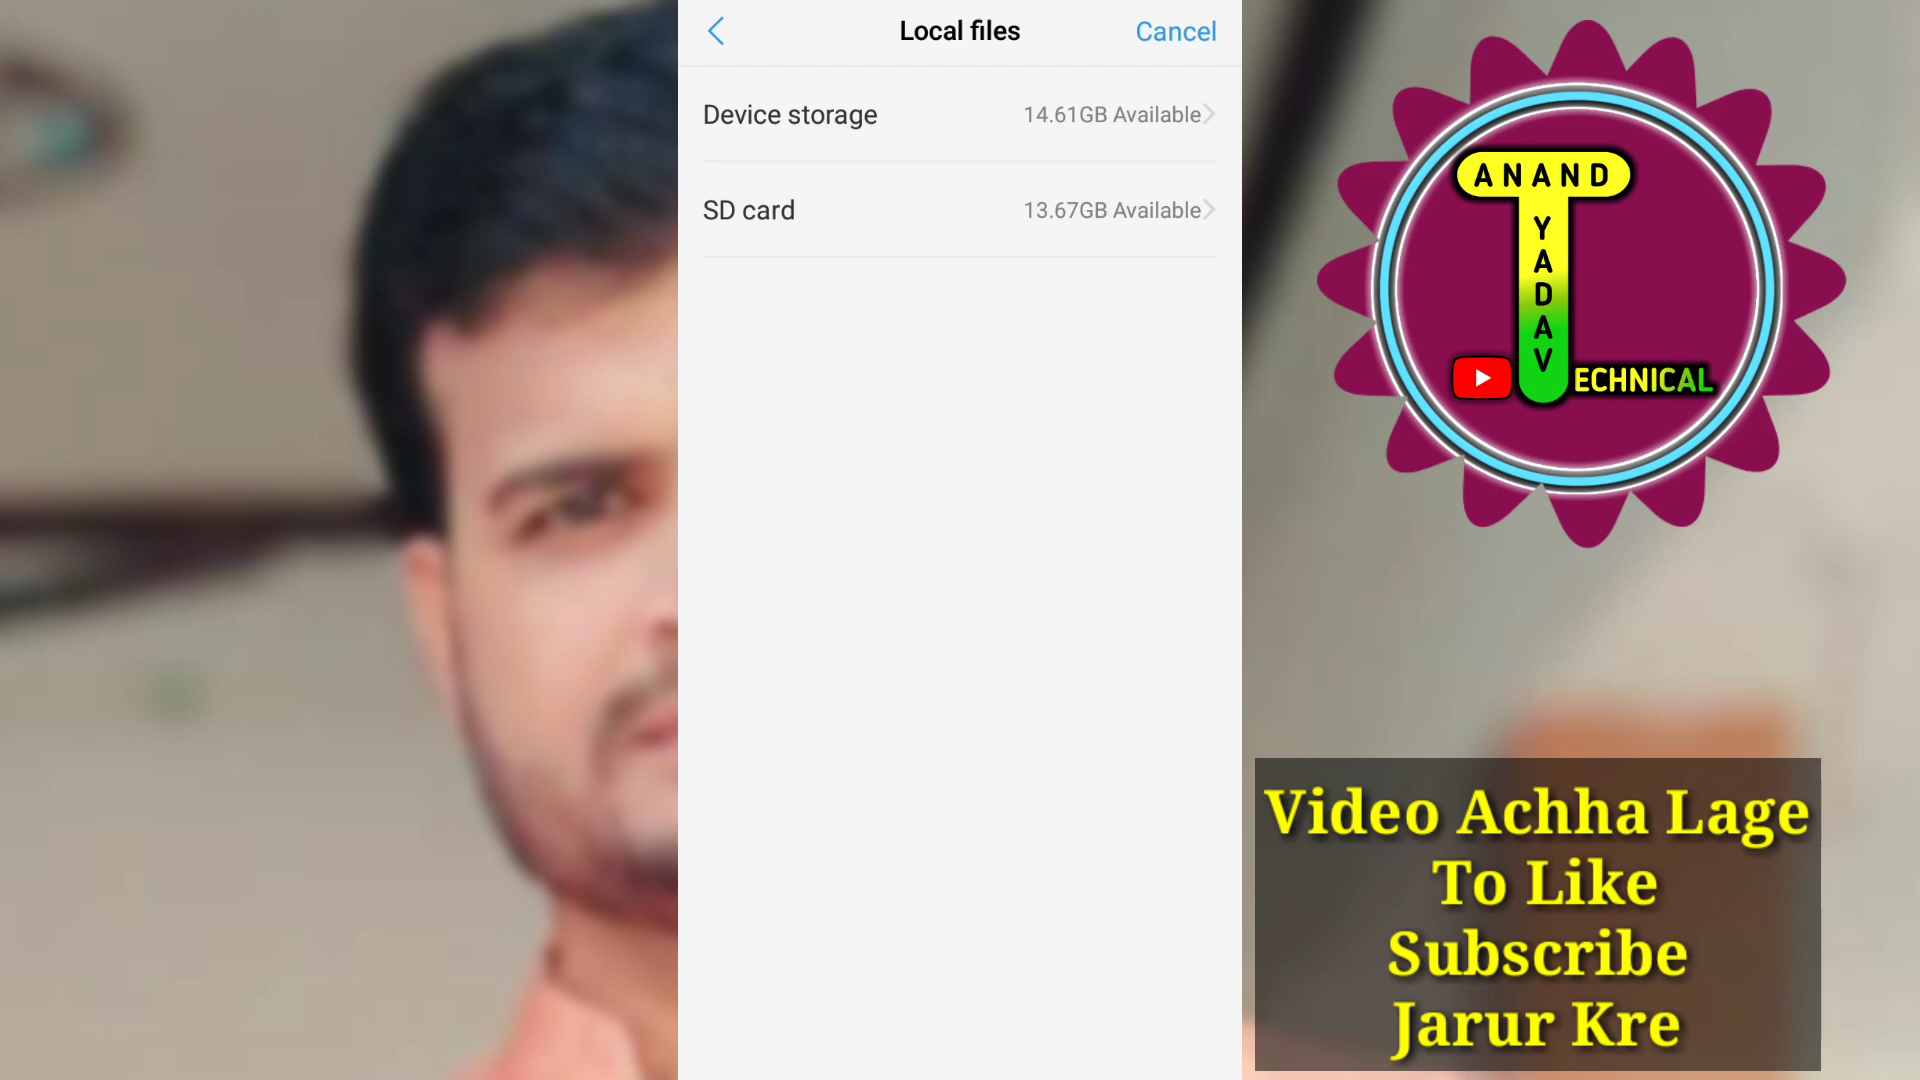 Local files
Cancel
Device storage
14.61GB Available
SD card
13.67GB Available
ANAND
YADAV
ECHNICAL
Video Achha Lage
To Like
Subscribe
Jarur Kre